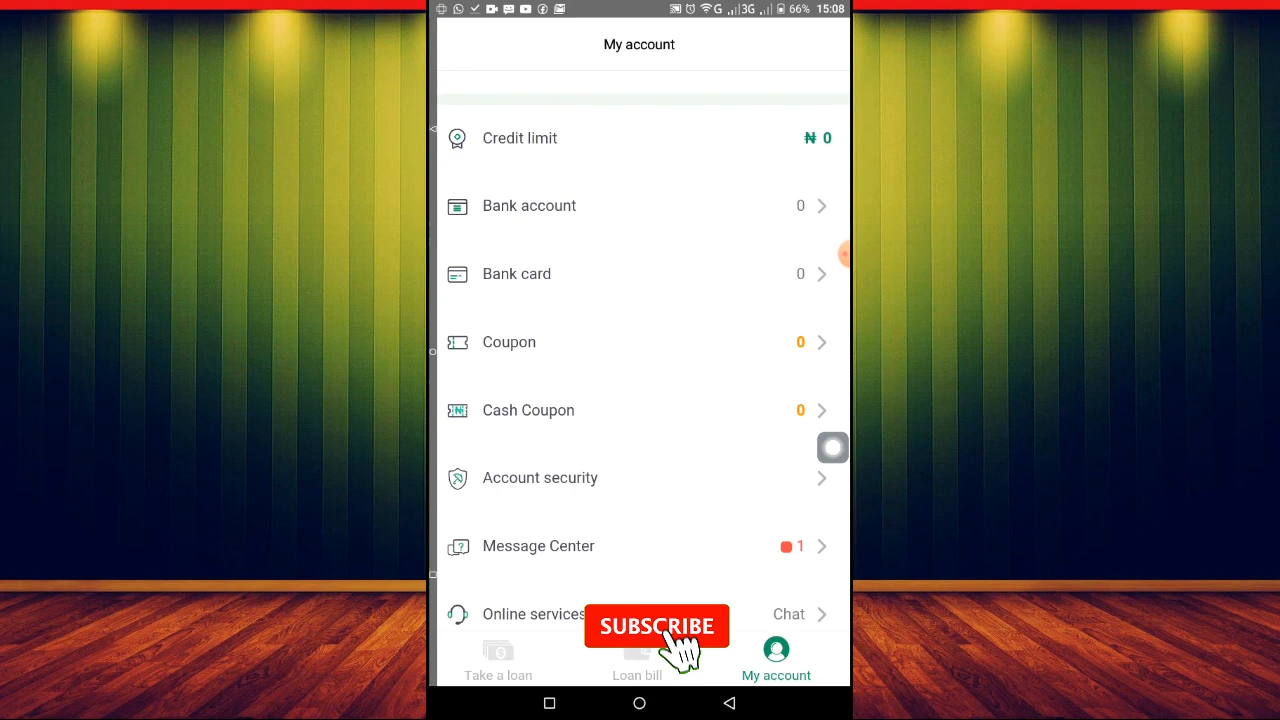 G 3G 66% 15:08
My account
Credit limit ₦ 0
Bank account 0
Bank card 0
Coupon 0
Cash Coupon 0
Account security
Message Center 1
Online services Chat
SUBSCRIBE
Take a loan Loan bill My account